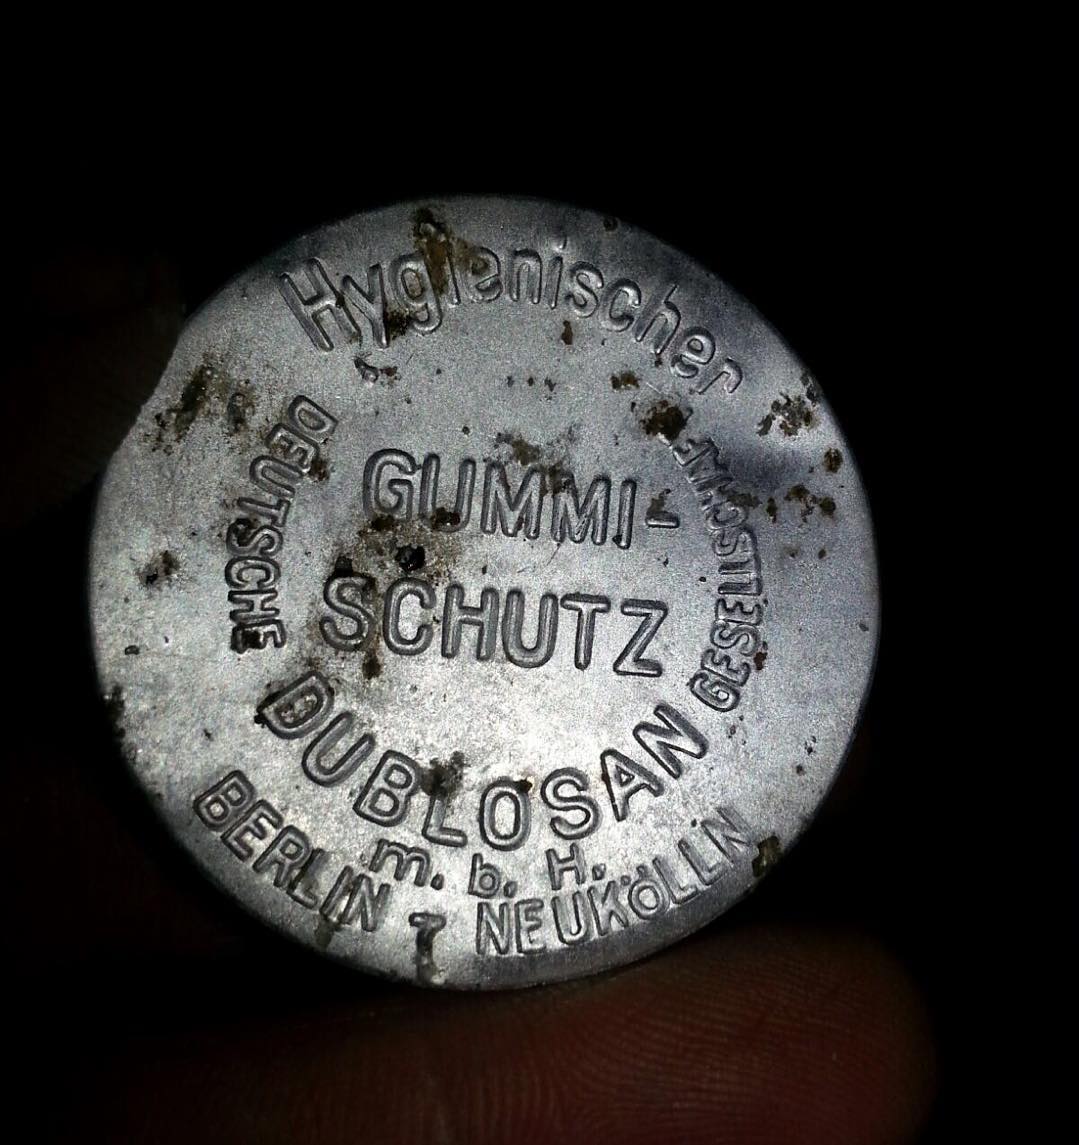 Hygienischer
DEUTSCHE
GUMMI-
SCHUTZ
DUBLOSAN
GESELLSCHAFT
m. b. H.
BERLIN - NEUKÖLLN